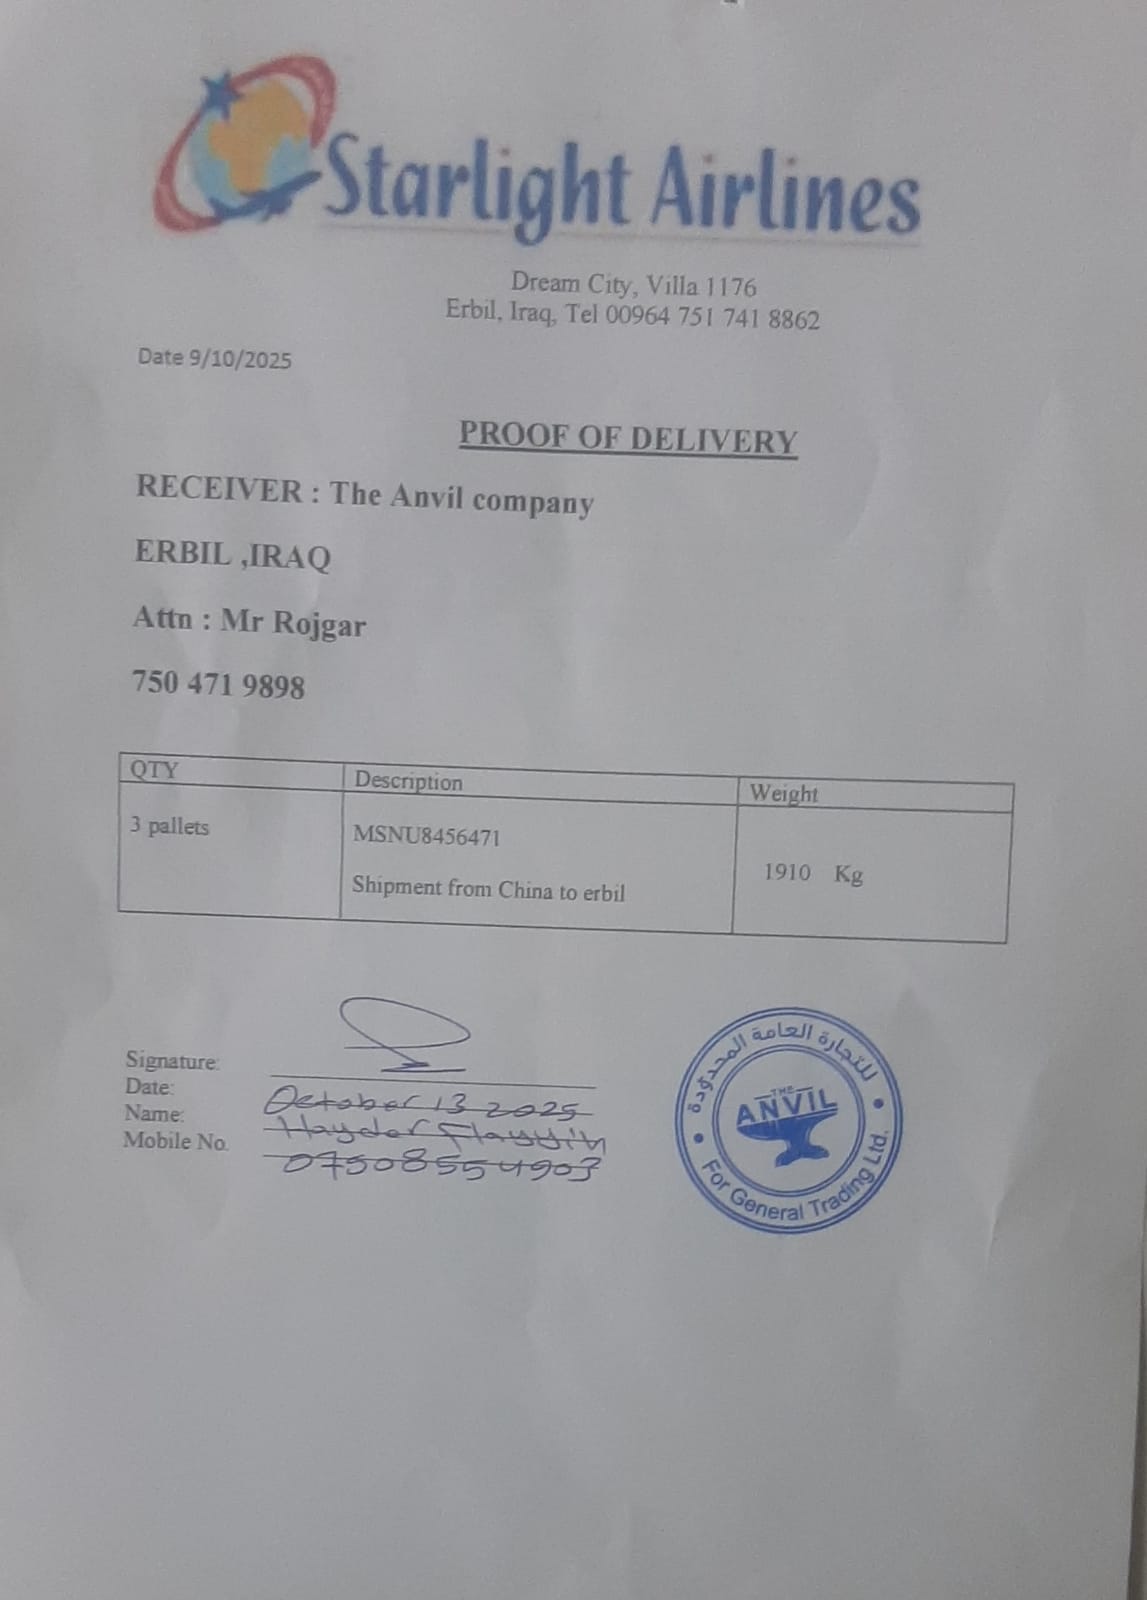 Starlight Airlines
Dream City, Villa 1176
Erbil, Iraq, Tel 00964 751 741 8862
Date 9/10/2025
PROOF OF DELIVERY
RECEIVER : The Anvil company
ERBIL ,IRAQ
Attn : Mr Rojgar
750 471 9898
QTY Description Weight
3 pallets MSNU8456471 1910 Kg
Shipment from China to erbil
Signature:
Date: October 13 2025
Name: Hayder
Mobile No. 07508554903
للتجارة العامة المحدودة
THE
ANVIL
For General Trading Ltd.